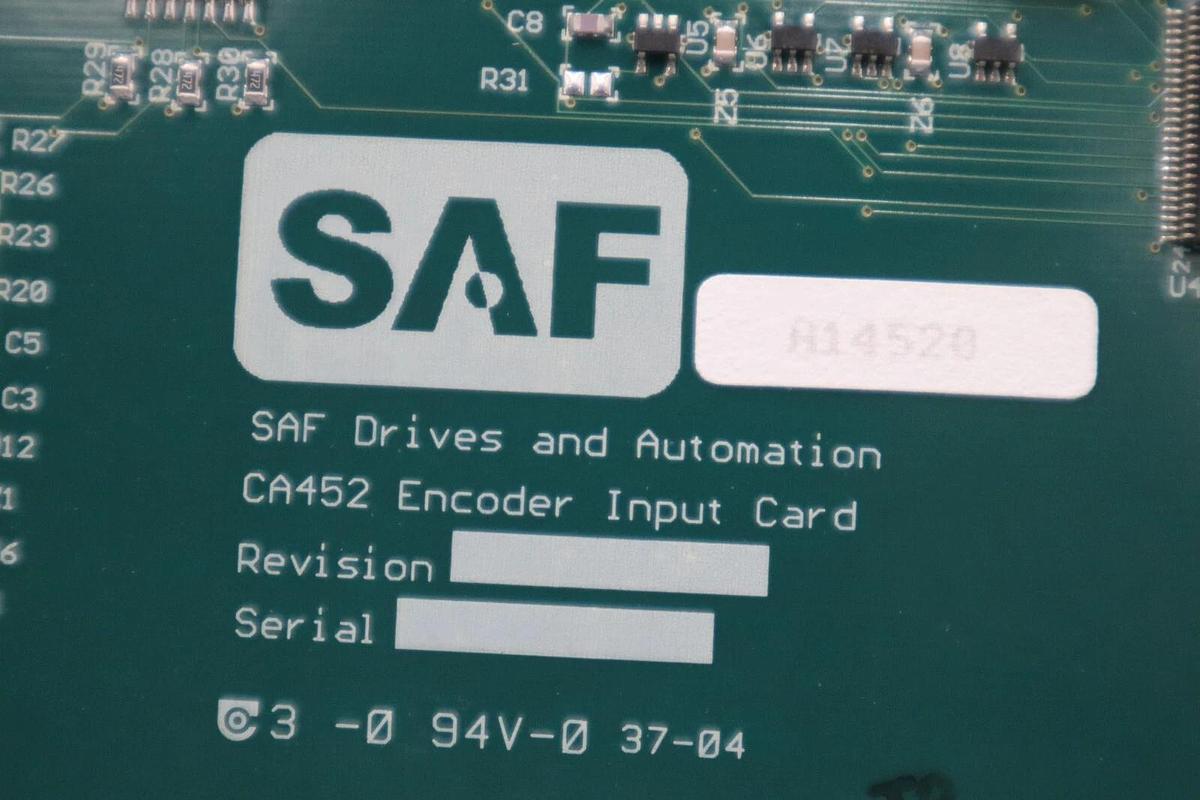 C8
U5
U6
U7
U8
R29
R28
R30
R31
Z5
Z6
R27
R26
R23
R20
C5
C3
SAF
A14520
SAF Drives and Automation
CA452 Encoder Input Card
Revision
Serial
3 -0 94V-0 37-04